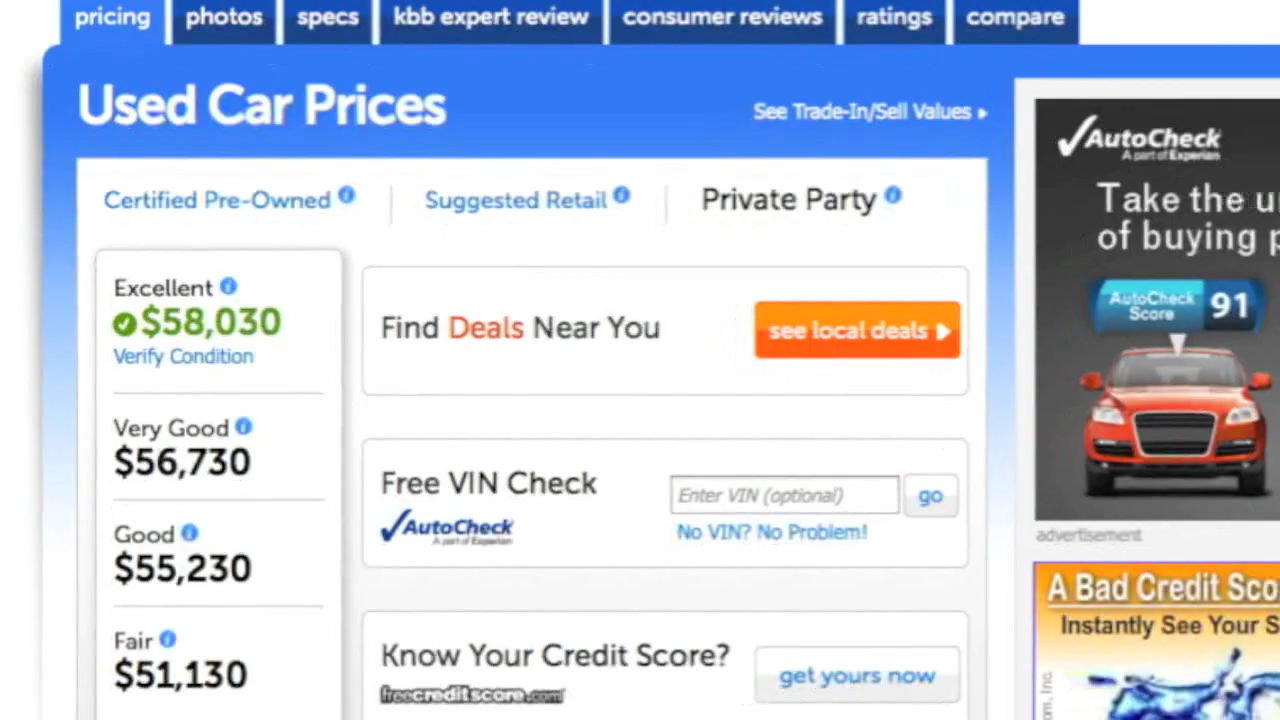 pricing photos specs kbb expert review consumer reviews ratings compare
Used Car Prices
See Trade-In/Sell Values
Certified Pre-Owned Suggested Retail Private Party
Excellent
$58,030
Verify Condition
Very Good
$56,730
Good
$55,230
Fair
$51,130
Find Deals Near You
see local deals
Free VIN Check
AutoCheck
A part of Experian
Enter VIN (optional)
go
No VIN? No Problem!
Know Your Credit Score?
freecreditscore.com
get yours now
AutoCheck
A part of Experian
Take the
of buying
AutoCheck
Score
91
advertisement
A Bad Credit
Instantly See Your